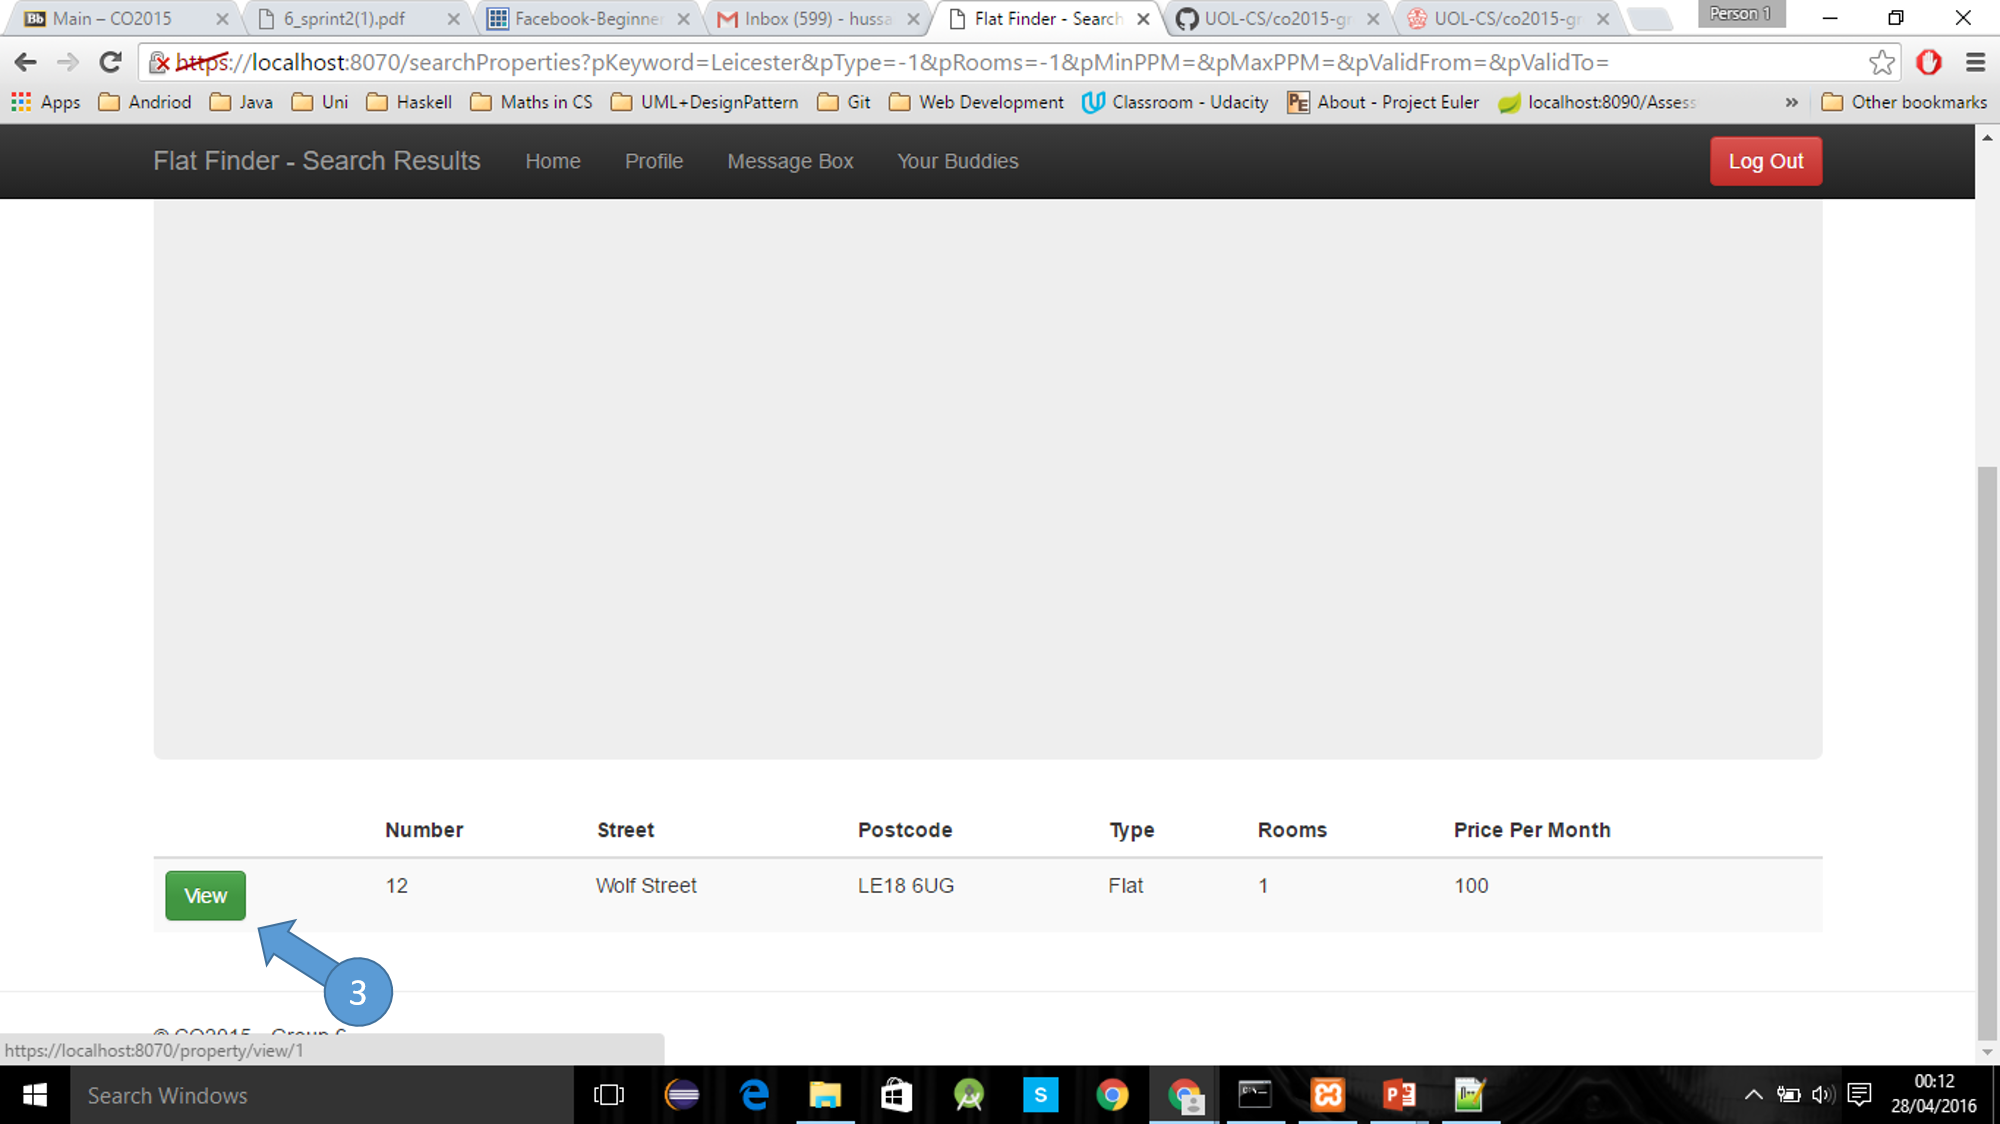 Main – CO2015
6_sprint2(1).pdf
Facebook-Beginne
Inbox (599) - hussa
Flat Finder - Search
UOL-CS/co2015-gr
UOL-CS/co2015-gr
Person 1
https://localhost:8070/searchProperties?pKeyword=Leicester&pType=-1&pRooms=-1&pMinPPM=&pMaxPPM=&pValidFrom=&pValidTo=
Apps Andriod Java Uni Haskell Maths in CS UML+DesignPattern Git Web Development Classroom - Udacity About - Project Euler localhost:8090/Assess » Other bookmarks
Flat Finder - Search Results Home Profile Message Box Your Buddies Log Out
Number Street Postcode Type Rooms Price Per Month
View 12 Wolf Street LE18 6UG Flat 1 100
3
© CO2015 - Group 6
https://localhost:8070/property/view/1
Search Windows
00:12
28/04/2016